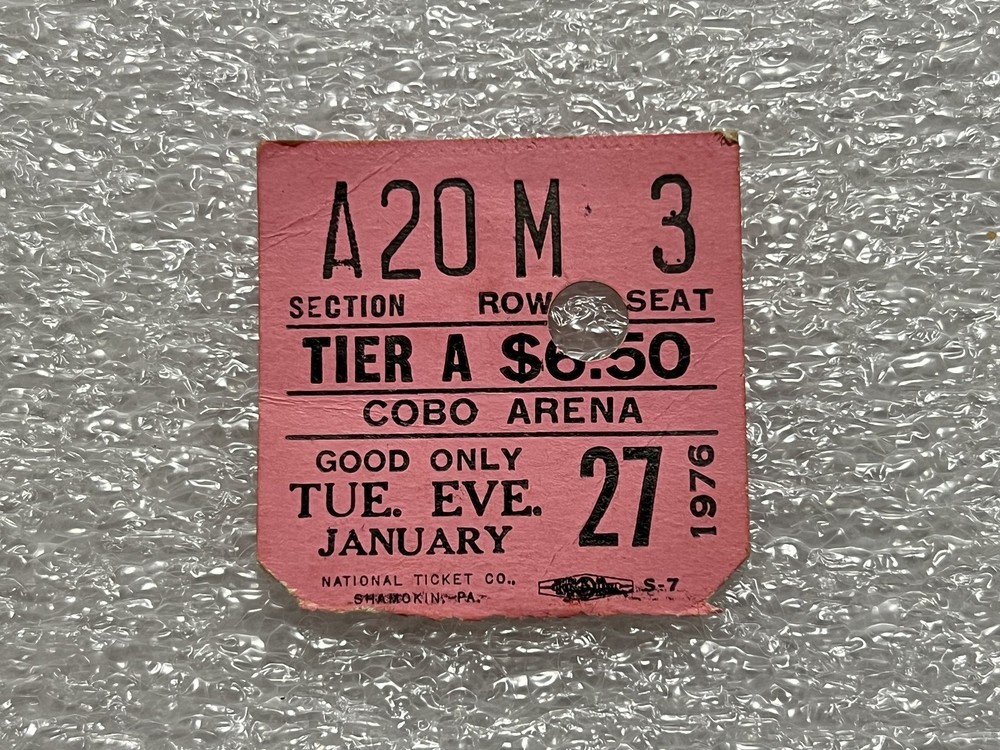 A20 M 3
SECTION ROW SEAT
TIER A $6.50
COBO ARENA
GOOD ONLY
TUE. EVE.
JANUARY
27
1976
NATIONAL TICKET CO.,
SHAMOKIN, PA.
S-7